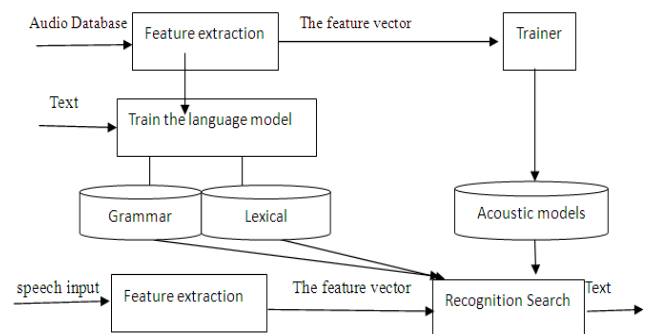 Audio Database
Feature extraction
The feature vector
Trainer
Text
Train the language model
Grammar
Lexical
Acoustic models
speech input
Feature extraction
The feature vector
Recognition Search
Text